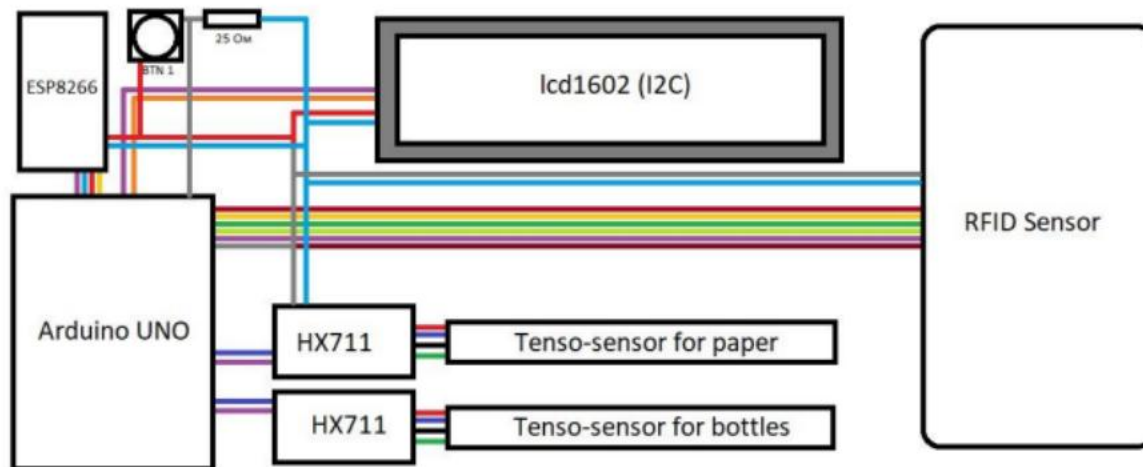 25 Ом
BTN 1
ESP8266
lcd1602 (I2C)
RFID Sensor
Arduino UNO
HX711
Tenso-sensor for paper
HX711
Tenso-sensor for bottles